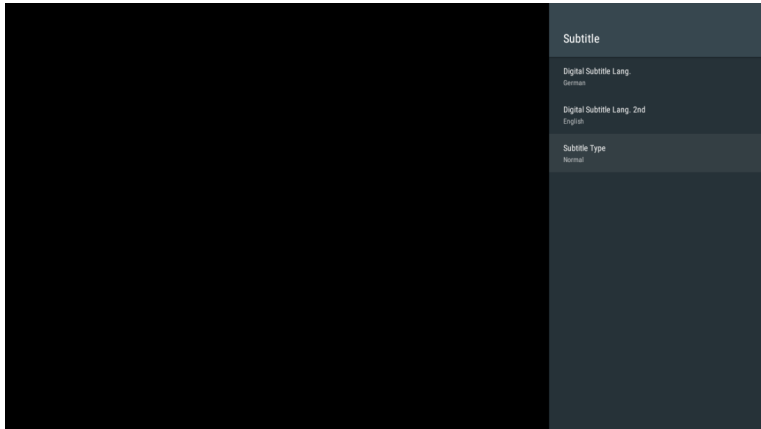 Subtitle
Digital Subtitle Lang.
German
Digital Subtitle Lang. 2nd
English
Subtitle Type
Normal